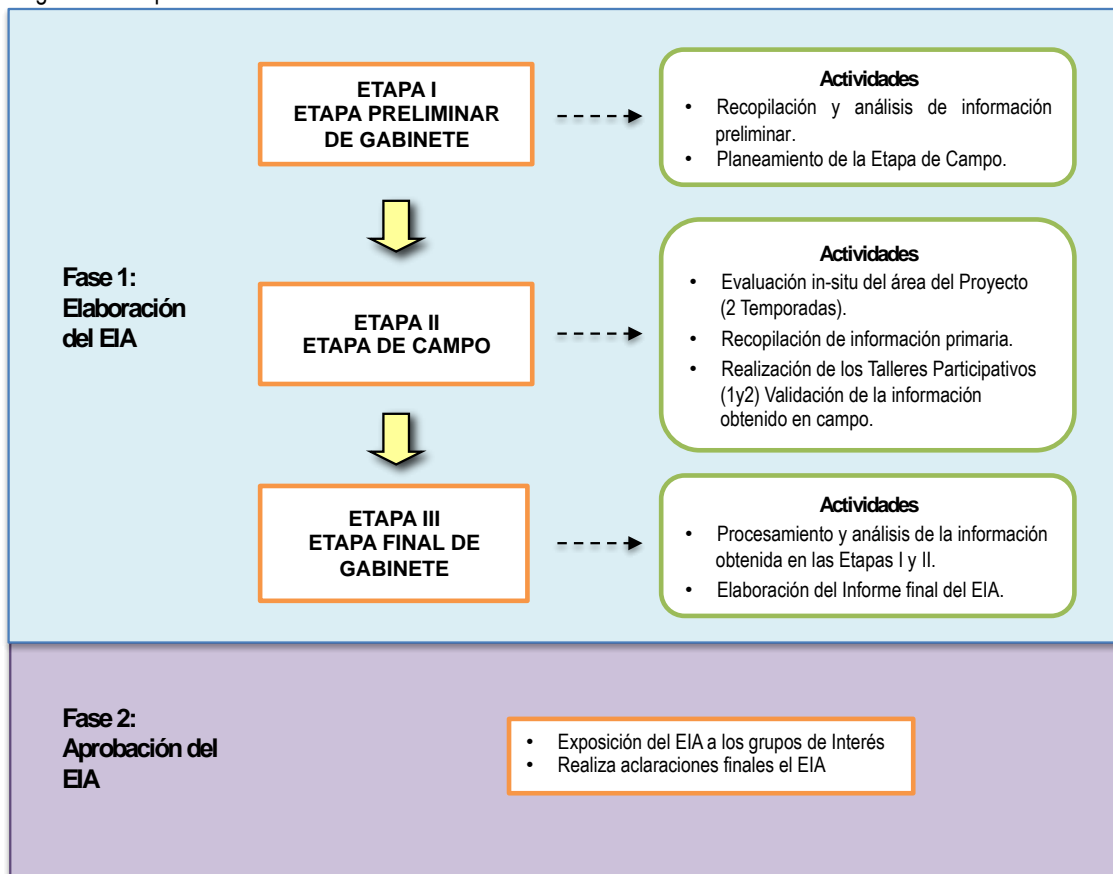 ETAPA I
ETAPA PRELIMINAR
DE GABINETE
Actividades
• Recopilación y análisis de información
preliminar.
• Planeamiento de la Etapa de Campo.
Fase 1:
Elaboración
del EIA
ETAPA II
ETAPA DE CAMPO
Actividades
• Evaluación in-situ del área del Proyecto
(2 Temporadas).
• Recopilación de información primaria.
• Realización de los Talleres Participativos
(1y2) Validación de la información
obtenido en campo.
ETAPA III
ETAPA FINAL DE
GABINETE
Actividades
• Procesamiento y análisis de la información
obtenida en las Etapas I y II.
• Elaboración del Informe final del EIA.
Fase 2:
Aprobación del
EIA
• Exposición del EIA a los grupos de Interés
• Realiza aclaraciones finales el EIA